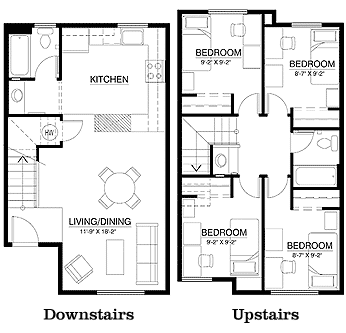 KITCHEN
HW
LIVING/DINING
11'-9" X 18'-2"
Downstairs
BEDROOM
9'-2" X 9'-2"
BEDROOM
8'-7" X 9'-2"
BEDROOM
9'-2" X 9'-2"
BEDROOM
8'-7" X 9'-2"
Upstairs